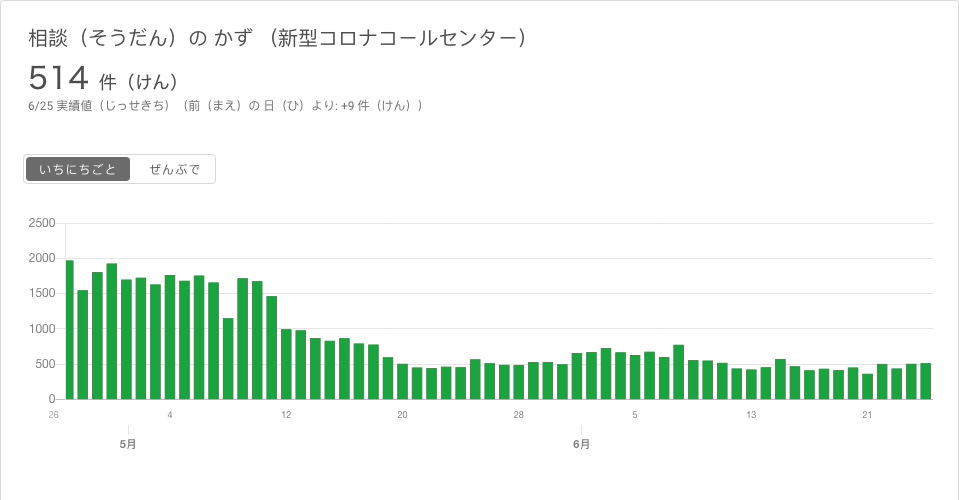 相談（そうだん）の かず （新型コロナコールセンター）
514 件（けん）
6/25 実績値（じっせきち）（前（まえ）の 日（ひ）より: +9 件（けん））
いちにちごと ぜんぶで
2500
2000
1500
1000
500
0
26 4 12 20 28 5 13 21
5月 6月